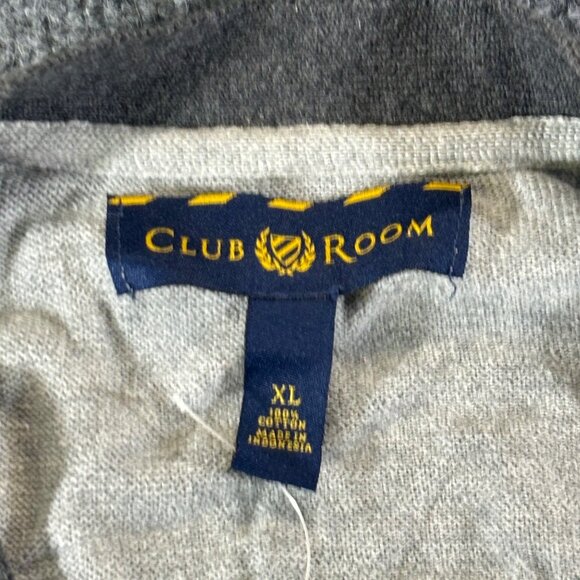 CLUB ROOM
XL
100%
COTTON
MADE IN
INDONESIA